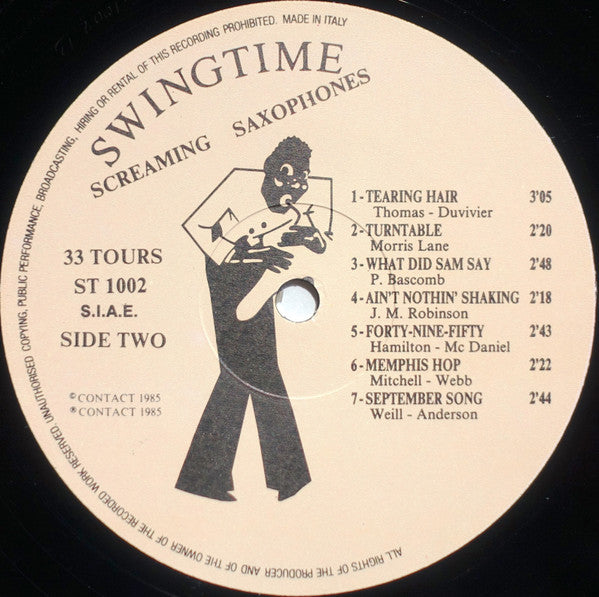 UNAUTHORISED COPYING, PUBLIC PERFORMANCE, BROADCASTING, HIRING OR RENTAL OF THIS RECORDING PROHIBITED. MADE IN ITALY
SWINGTIME
SCREAMING SAXOPHONES
33 TOURS
ST 1002
S.I.A.E.
SIDE TWO
© CONTACT 1985
℗ CONTACT 1985
1 - TEARING HAIR 3'05
Thomas - Duvivier
2 - TURNTABLE 2'20
Morris Lane
3 - WHAT DID SAM SAY 2'48
P. Bascomb
4 - AIN'T NOTHIN' SHAKING 2'18
J. M. Robinson
5 - FORTY-NINE-FIFTY 2'43
Hamilton - Mc Daniel
6 - MEMPHIS HOP 2'22
Mitchell - Webb
7 - SEPTEMBER SONG 2'44
Weill - Anderson
ALL RIGHTS OF THE PRODUCER AND OF THE OWNER OF THE RECORDED WORK RESERVED